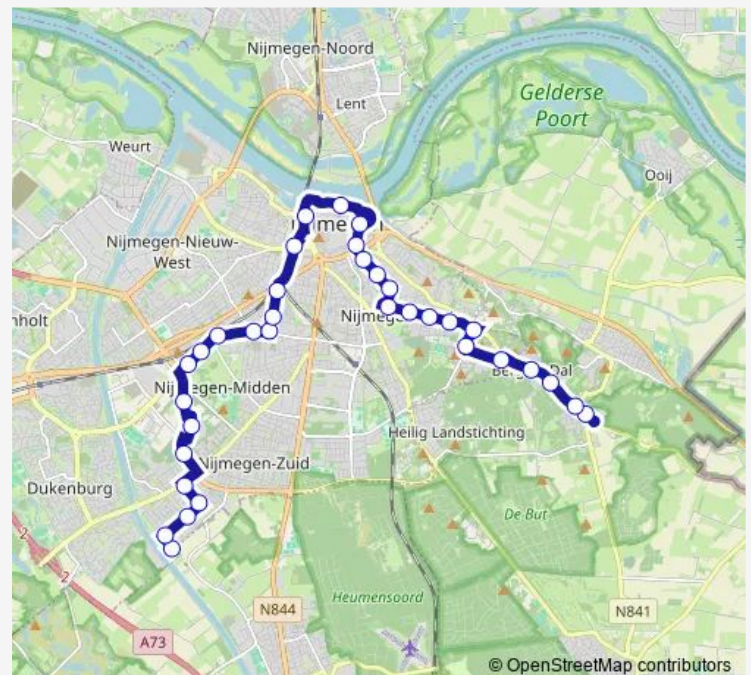 Nijmegen-Noord
Lent
Gelderse
Poort
Weurt
Ooij
Nijmegen-Nieuw-
West
Nijmegen-Midden
Heilig Landstichting
Nijmegen-Zuid
Dukenburg
De But
2
2
Heumensoord
N844
N841
A73
© OpenStreetMap contributors